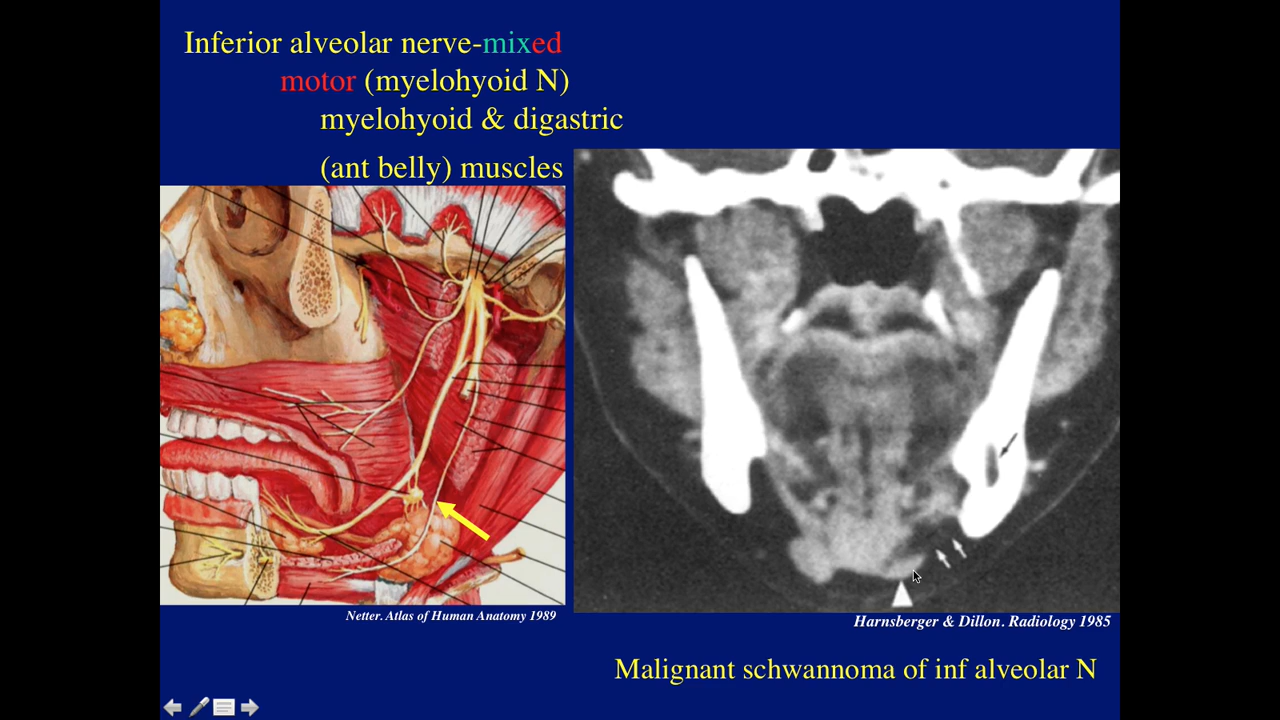 Inferior alveolar nerve-mixed
motor (myelohyoid N)
myelohyoid & digastric
(ant belly) muscles
Netter. Atlas of Human Anatomy 1989
Harnsberger & Dillon. Radiology 1985
Malignant schwannoma of inf alveolar N